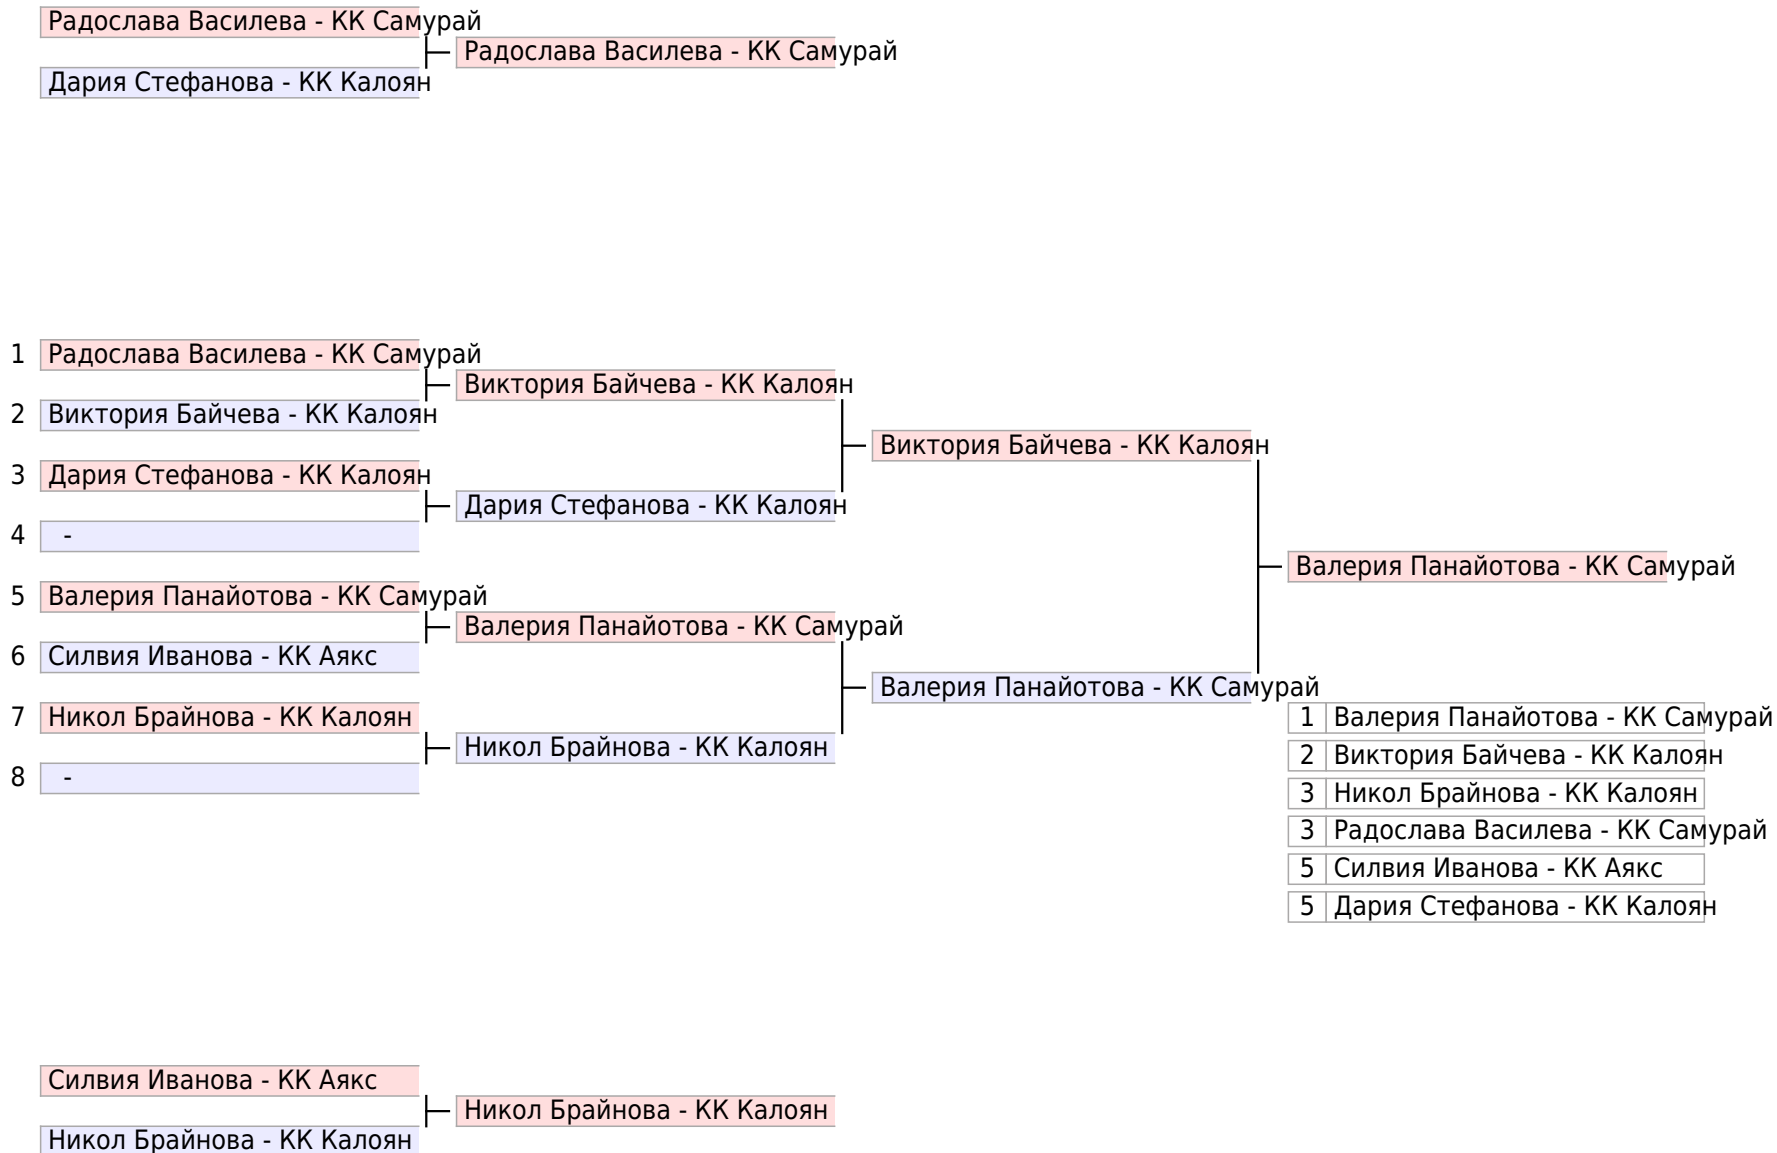 Радослава Василева - КК Самурай
Радослава Василева - КК Самурай
Дария Стефанова - КК Калоян
1 Радослава Василева - КК Самурай
Виктория Байчева - КК Калоян
2 Виктория Байчева - КК Калоян
Виктория Байчева - КК Калоян
3 Дария Стефанова - КК Калоян
Дария Стефанова - КК Калоян
4 -
Валерия Панайотова - КК Самурай
5 Валерия Панайотова - КК Самурай
Валерия Панайотова - КК Самурай
6 Силвия Иванова - КК Аякс
Валерия Панайотова - КК Самурай
7 Никол Брайнова - КК Калоян
Никол Брайнова - КК Калоян
8 -
1 Валерия Панайотова - КК Самурай
2 Виктория Байчева - КК Калоян
3 Никол Брайнова - КК Калоян
3 Радослава Василева - КК Самурай
5 Силвия Иванова - КК Аякс
5 Дария Стефанова - КК Калоян
Силвия Иванова - КК Аякс
Никол Брайнова - КК Калоян
Никол Брайнова - КК Калоян